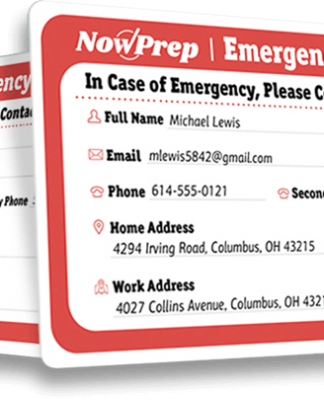 NowPrep | Emergen
In Case of Emergency, Please Co
Full Name Michael Lewis
Email mlewis5842@gmail.com
Phone 614-555-0121 Second
Home Address
4294 Irving Road, Columbus, OH 43215
Work Address
4027 Collins Avenue, Columbus, OH 4321
ency
Contac
y Phone